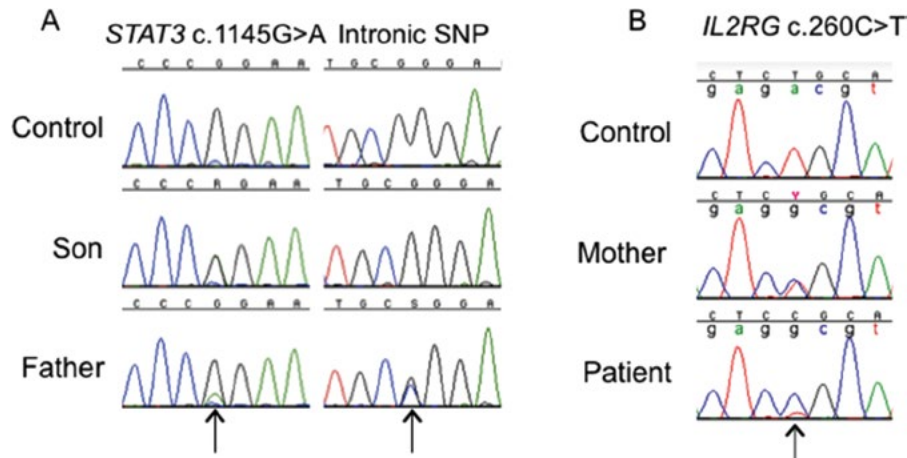 A
STAT3 c.1145G>A Intronic SNP
C C C G G A A T G C G G G A
Control
C C C R G A A T G C G G G A
Son
C C C G G A A T G C S G G A
Father
B
IL2RG c.260C>T
C T C T G C A
g a g a c g t
Control
C T C Y G C A
g a g g c g t
Mother
C T C C G C A
g a g g c g t
Patient